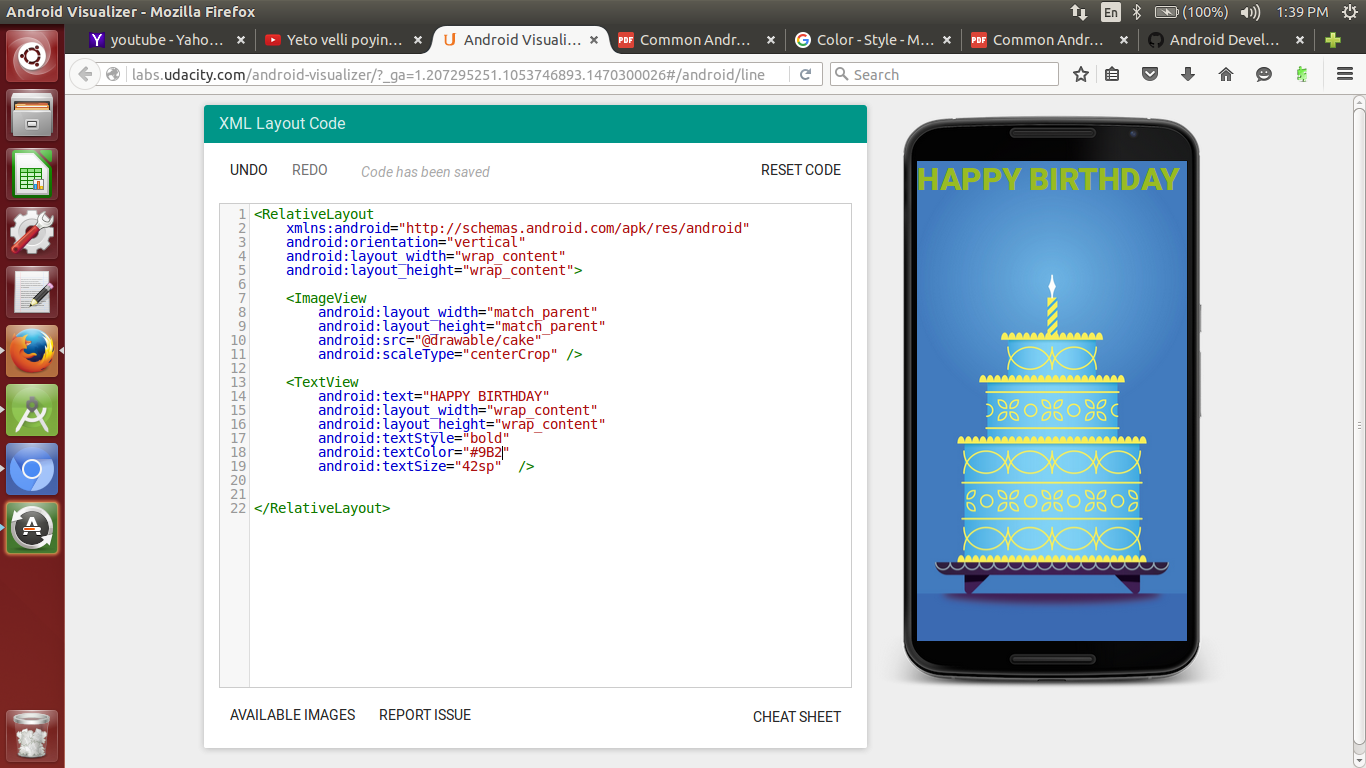 Android Visualizer - Mozilla Firefox
En
(100%)
1:39 PM
youtube - Yaho...
Yeto velli poyin...
Android Visuali...
Common Andr...
Color - Style - M...
Common Andr...
Android Devel...
labs.udacity.com/android-visualizer/?_ga=1.207295251.1053746893.1470300026#/android/line
Search
XML Layout Code
UNDO
REDO
Code has been saved
RESET CODE
1 <RelativeLayout
2     xmlns:android="http://schemas.android.com/apk/res/android"
3     android:orientation="vertical"
4     android:layout_width="wrap_content"
5     android:layout_height="wrap_content">
6
7     <ImageView
8         android:layout_width="match_parent"
9         android:layout_height="match_parent"
10         android:src="@drawable/cake"
11         android:scaleType="centerCrop" />
12
13     <TextView
14         android:text="HAPPY BIRTHDAY"
15         android:layout_width="wrap_content"
16         android:layout_height="wrap_content"
17         android:textStyle="bold"
18         android:textColor="#9B2"
19         android:textSize="42sp"  />
20
21
22 </RelativeLayout>
AVAILABLE IMAGES
REPORT ISSUE
CHEAT SHEET
HAPPY BIRTHDAY